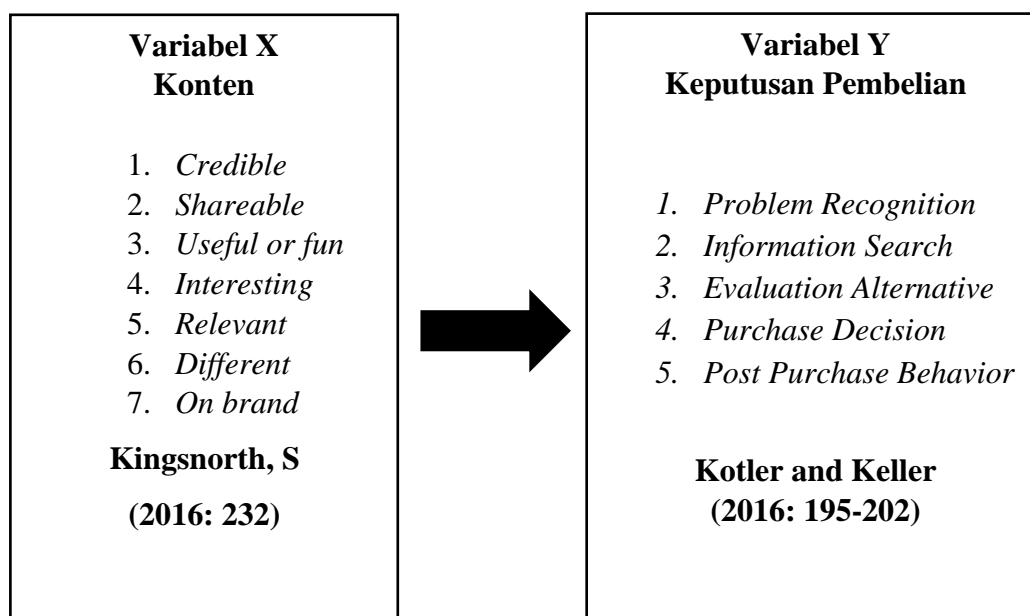 Variabel X
Konten
1. Credible
2. Shareable
3. Useful or fun
4. Interesting
5. Relevant
6. Different
7. On brand
Kingsnorth, S
(2016: 232)
Variabel Y
Keputusan Pembelian
1. Problem Recognition
2. Information Search
3. Evaluation Alternative
4. Purchase Decision
5. Post Purchase Behavior
Kotler and Keller
(2016: 195-202)